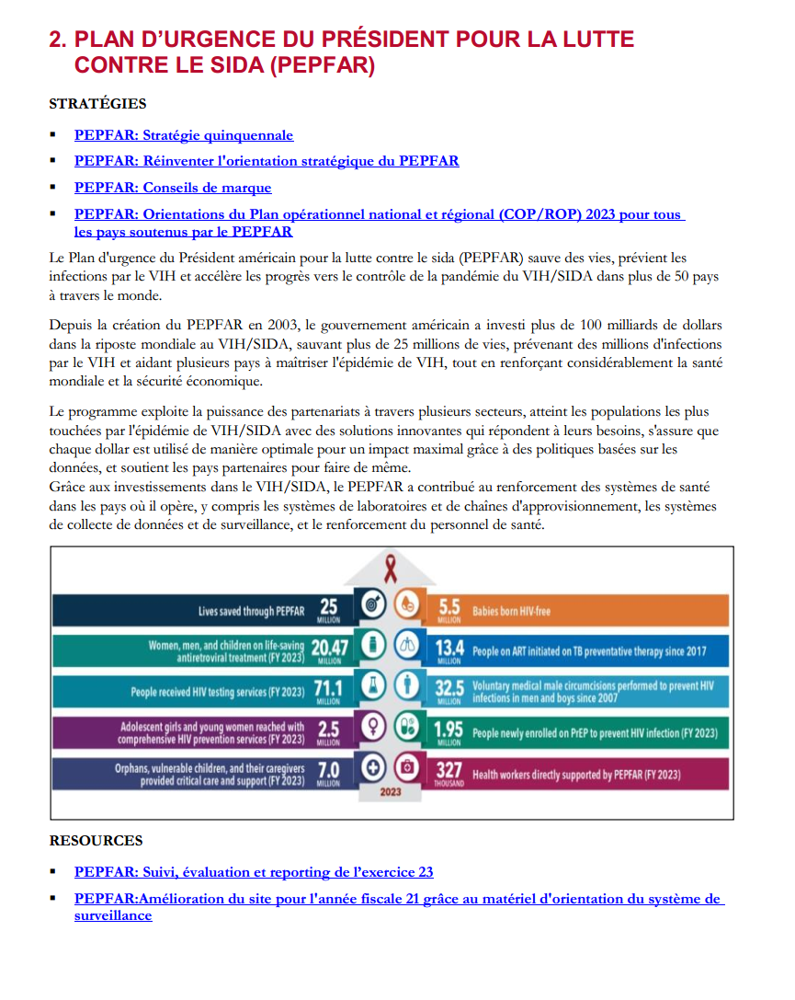 2. PLAN D’URGENCE DU PRÉSIDENT POUR LA LUTTE
CONTRE LE SIDA (PEPFAR)
STRATÉGIES
▪ PEPFAR: Stratégie quinquennale
▪ PEPFAR: Réinventer l'orientation stratégique du PEPFAR
▪ PEPFAR: Conseils de marque
▪ PEPFAR: Orientations du Plan opérationnel national et régional (COP/ROP) 2023 pour tous
les pays soutenus par le PEPFAR
Le Plan d'urgence du Président américain pour la lutte contre le sida (PEPFAR) sauve des vies, prévient les
infections par le VIH et accélère les progrès vers le contrôle de la pandémie du VIH/SIDA dans plus de 50 pays
à travers le monde.
Depuis la création du PEPFAR en 2003, le gouvernement américain a investi plus de 100 milliards de dollars
dans la riposte mondiale au VIH/SIDA, sauvant plus de 25 millions de vies, prévenant des millions d'infections
par le VIH et aidant plusieurs pays à maîtriser l'épidémie de VIH, tout en renforçant considérablement la santé
mondiale et la sécurité économique.
Le programme exploite la puissance des partenariats à travers plusieurs secteurs, atteint les populations les plus
touchées par l'épidémie de VIH/SIDA avec des solutions innovantes qui répondent à leurs besoins, s'assure que
chaque dollar est utilisé de manière optimale pour un impact maximal grâce à des politiques basées sur les
données, et soutient les pays partenaires pour faire de même.
Grâce aux investissements dans le VIH/SIDA, le PEPFAR a contribué au renforcement des systèmes de santé
dans les pays où il opère, y compris les systèmes de laboratoires et de chaînes d'approvisionnement, les systèmes
de collecte de données et de surveillance, et le renforcement du personnel de santé.
Lives saved through PEPFAR 25 MILLION
Women, men, and children on life-saving
antiretroviral treatment (FY 2023) 20.47 MILLION
People received HIV testing services (FY 2023) 71.1 MILLION
Adolescent girls and young women reached with
comprehensive HIV prevention services (FY 2023) 2.5 MILLION
Orphans, vulnerable children, and their caregivers
provided critical care and support (FY 2023) 7.0 MILLION
5.5 MILLION Babies born HIV-free
13.4 MILLION People on ART initiated on TB preventative therapy since 2017
32.5 MILLION Voluntary medical male circumcisions performed to prevent HIV
infections in men and boys since 2007
1.95 MILLION People newly enrolled on PrEP to prevent HIV infection (FY 2023)
327 THOUSAND Health workers directly supported by PEPFAR (FY 2023)
2023
RESOURCES
▪ PEPFAR: Suivi, évaluation et reporting de l’exercice 23
▪ PEPFAR:Amélioration du site pour l'année fiscale 21 grâce au matériel d'orientation du système de
surveillance